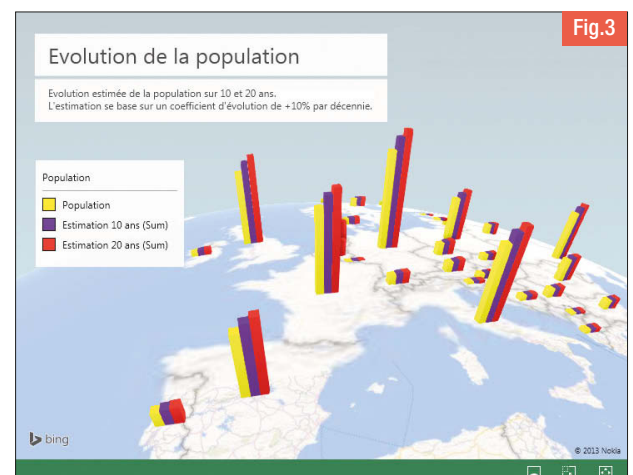 Fig.3
Evolution de la population
Evolution estimée de la population sur 10 et 20 ans.
L'estimation se base sur un coefficient d'évolution de +10% par décennie.
Population
Population
Estimation 10 ans (Sum)
Estimation 20 ans (Sum)
bing
© 2013 Nokia